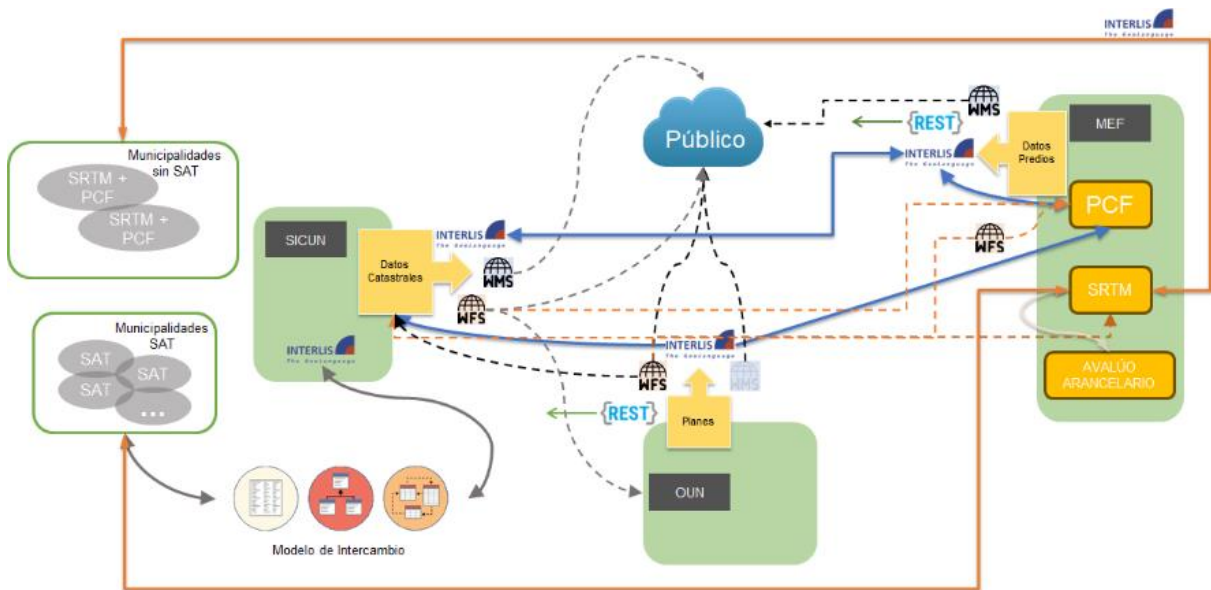 INTERLIS
The GeoLanguage
Municipalidades
sin SAT
SRTM +
PCF
SRTM +
PCF
Público
WMS
{REST}
MEF
Datos
Predios
INTERLIS
The GeoLanguage
PCF
SICUN
Datos
Catastrales
INTERLIS
The GeoLanguage
WMS
WFS
WFS
SRTM
Municipalidades
SAT
SAT
SAT
SAT
...
INTERLIS
The GeoLanguage
INTERLIS
The GeoLanguage
WFS
WMS
AVALÚO
ARANCELARIO
{REST}
Planes
OUN
Modelo de Intercambio